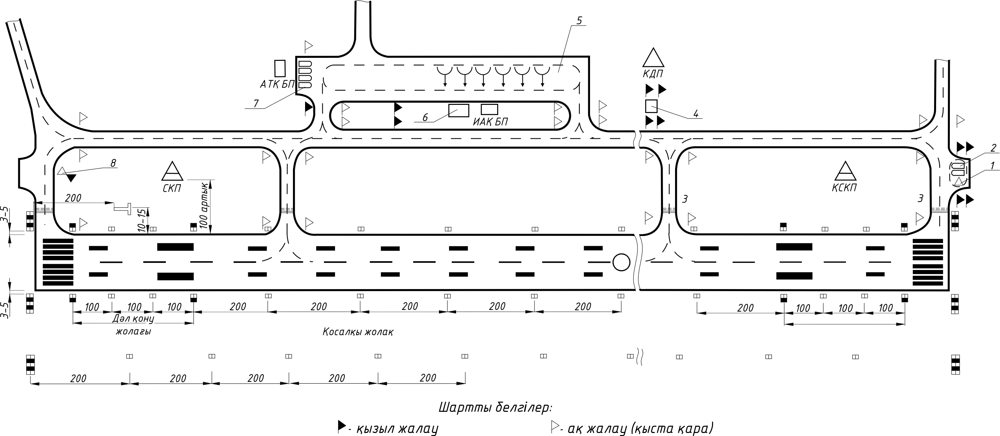 5
КДП
АТҚ БП
7
6
ИАҚ БП
4
2
1
8
СКП
100 артық
ҚСКП
200
3
3
3-5
10-15
3-5
100
100
100
200
200
200
200
200
200
100
100
100
Дәл қону
жолағы
Қосалқы жолақ
200
200
200
200
200
Шартты белгілер:
- қызыл жалау
- ақ жалау (қыста қара)